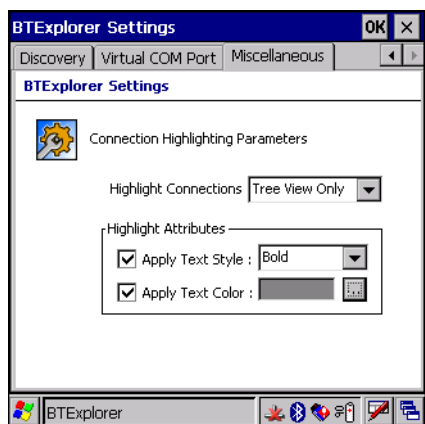 BTExplorer Settings OK
Discovery Virtual COM Port Miscellaneous
BTExplorer Settings
Connection Highlighting Parameters
Highlight Connections Tree View Only
Highlight Attributes
Apply Text Style : Bold
Apply Text Color : ...
BTExplorer